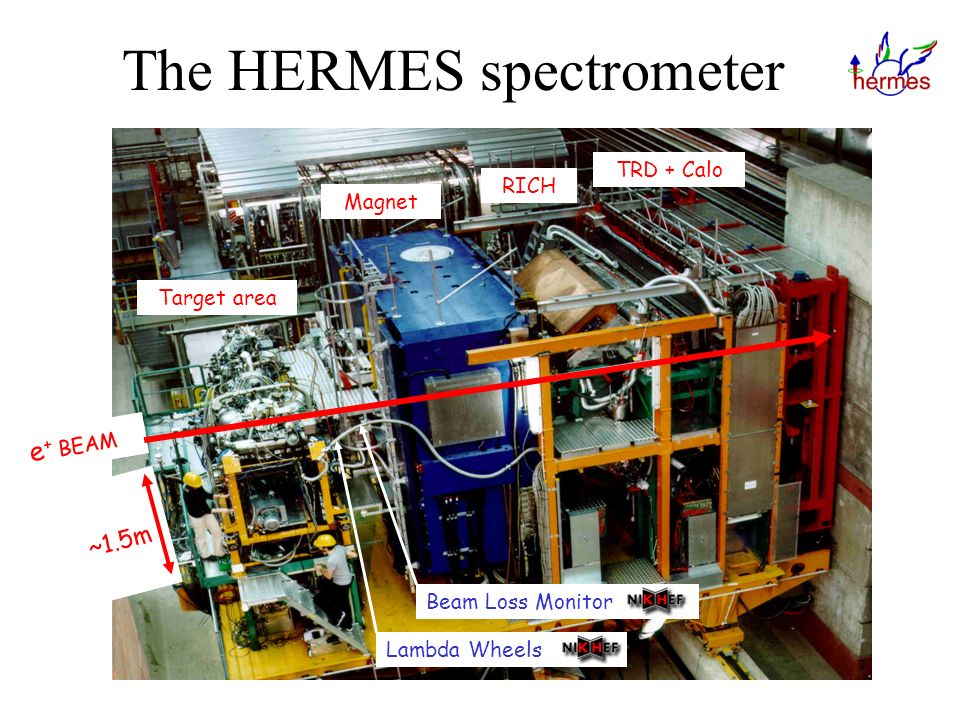 The HERMES spectrometer
hermes
TRD + Calo
RICH
Magnet
Target area
e⁺ BEAM
~1.5m
Beam Loss Monitor NIKHEF
Lambda Wheels NIKHEF